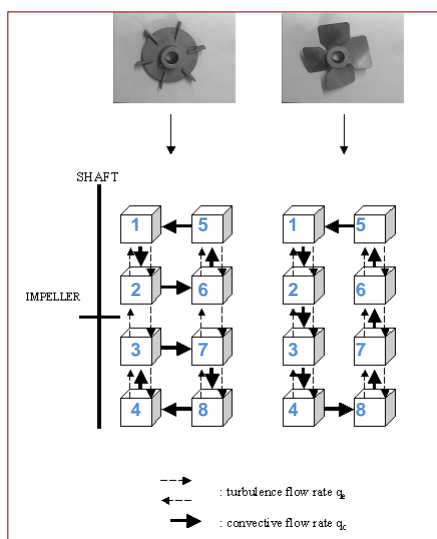 SHAFT
1 5 1 5
2 6 2 6
IMPELLER
3 7 3 7
4 8 4 8
: turbulence flow rate qₑ
: convective flow rate q꜀